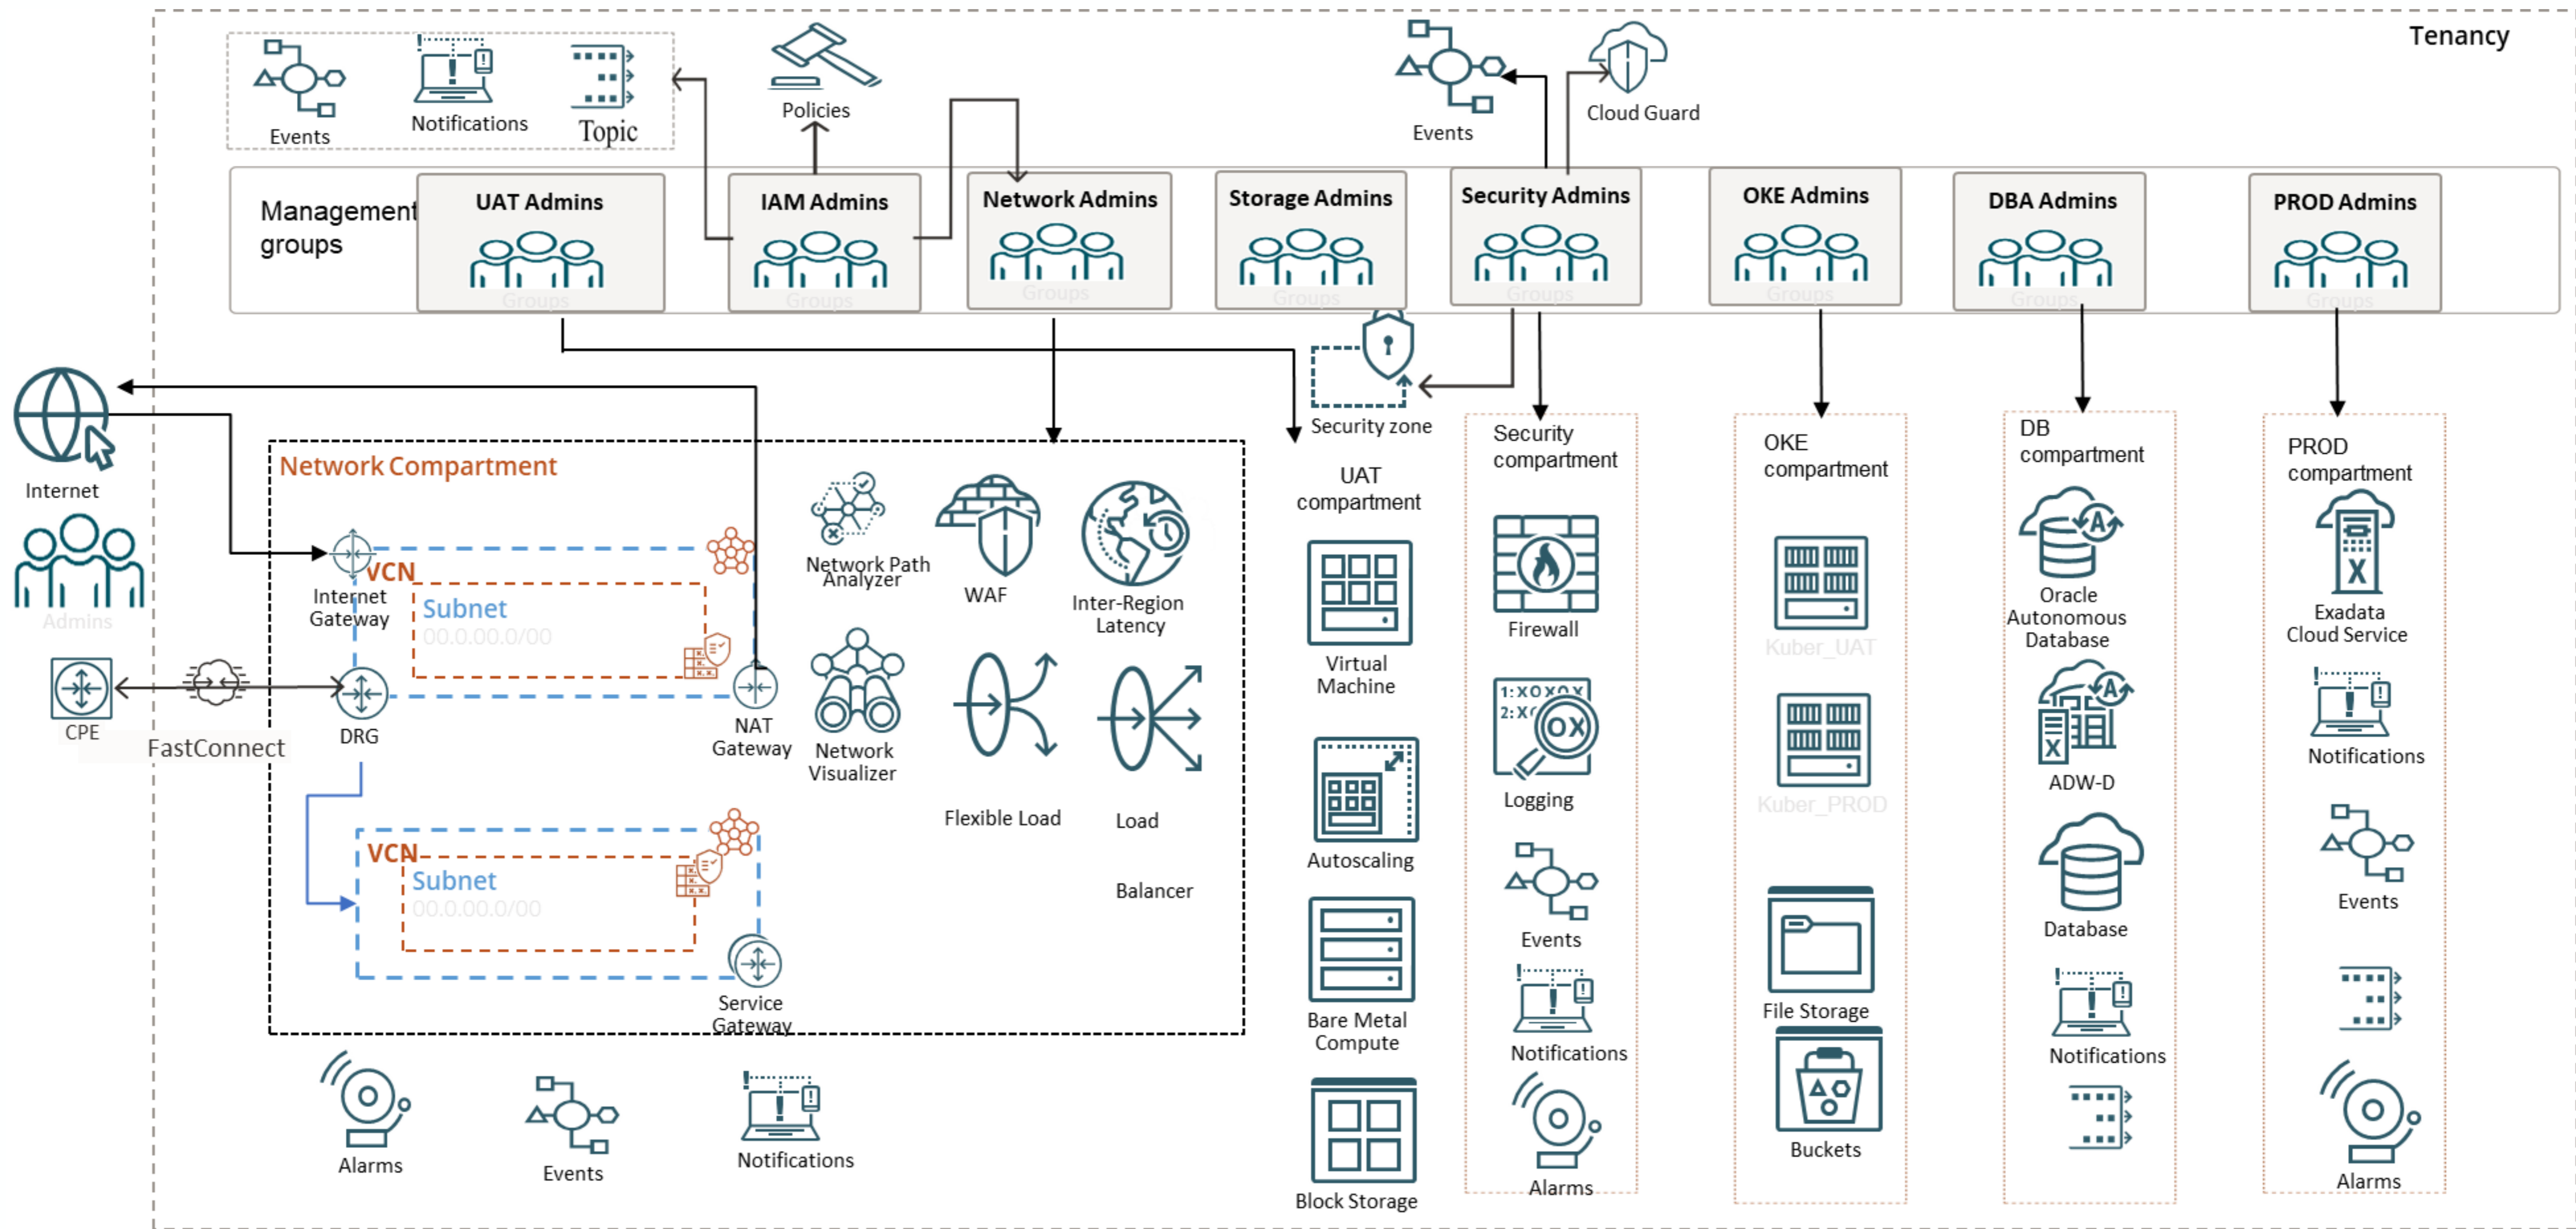 Tenancy
Events
Notifications
Topic
Policies
Events
Cloud Guard
Management
groups
UAT Admins
Groups
IAM Admins
Groups
Network Admins
Groups
Storage Admins
Groups
Security Admins
Groups
OKE Admins
Groups
DBA Admins
Groups
PROD Admins
Groups
Internet
Admins
CPE
FastConnect
Network Compartment
Internet
Gateway
VCN
Subnet
00.0.00.0/00
DRG
NAT
Gateway
VCN
Subnet
00.0.00.0/00
Service
Gateway
Network Path
Analyzer
WAF
Inter-Region
Latency
Network
Visualizer
Flexible Load
Load
Balancer
Alarms
Events
Notifications
Security zone
UAT
compartment
Virtual
Machine
Autoscaling
Bare Metal
Compute
Block Storage
Security
compartment
Firewall
1:XOXOX
2:X
OX
Logging
Events
Notifications
Alarms
OKE
compartment
Kuber_UAT
Kuber_PROD
File Storage
Buckets
DB
compartment
A
Oracle
Autonomous
Database
A
X
ADW-D
Database
Notifications
PROD
compartment
X
Exadata
Cloud Service
Notifications
Events
Alarms